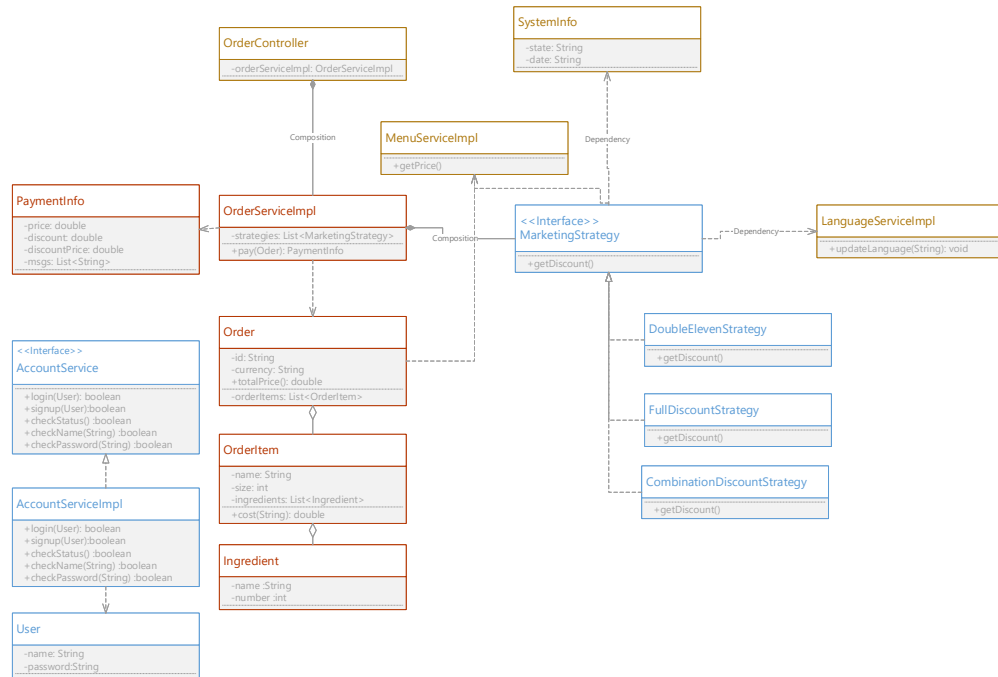 SystemInfo
-state: String
-date: String
OrderController
-orderServiceImpl: OrderServiceImpl
Composition
Dependency
MenuServiceImpl
+getPrice()
PaymentInfo
-price: double
-discount: double
-discountPrice: double
-msgs: List<String>
OrderServiceImpl
-strategies: List<MarketingStrategy>
+pay(Oder): PaymentInfo
Composition
<<Interface>>
MarketingStrategy
+getDiscount()
Dependency
LanguageServiceImpl
+updateLanguage(String): void
Order
-id: String
-currency: String
+totalPrice(): double
-orderItems: List<OrderItem>
DoubleElevenStrategy
+getDiscount()
<<Interface>>
AccountService
+login(User): boolean
+signup(User):boolean
+checkStatus() :boolean
+checkName(String) :boolean
+checkPassword(String) :boolean
FullDiscountStrategy
+getDiscount()
OrderItem
-name: String
-size: int
-ingredients: List<Ingredient>
+cost(String): double
CombinationDiscountStrategy
+getDiscount()
AccountServiceImpl
+login(User): boolean
+signup(User):boolean
+checkStatus() :boolean
+checkName(String) :boolean
+checkPassword(String) :boolean
Ingredient
-name :String
-number :int
User
-name: String
-password:String